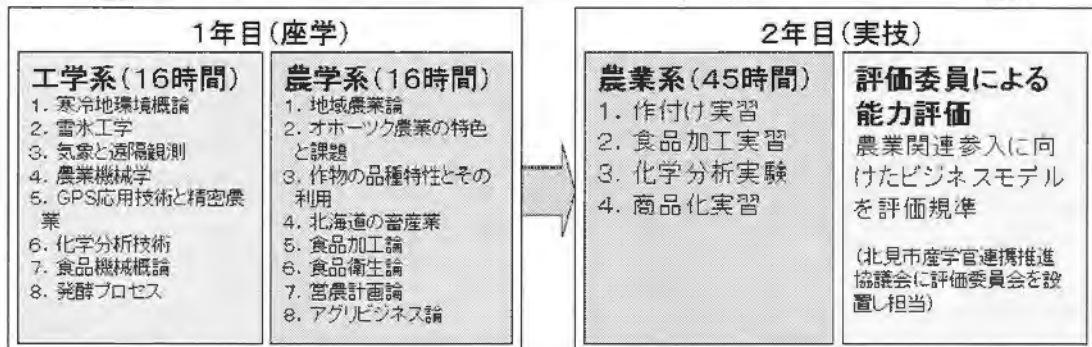 1年目(座学)
工学系(16時間)
1. 寒冷地環境概論
2. 雪氷工学
3. 気象と遠隔観測
4. 農業機械学
5. GPS応用技術と精密農
業
6. 化学分析技術
7. 食品機械概論
8. 発酵プロセス
農学系(16時間)
1. 地域農業論
2. オホーツク農業の特色
と課題
3. 作物の品種特性とその
利用
4. 北海道の畜産業
5. 食品加工論
6. 食品衛生論
7. 営農計画論
8. アグリビジネス論
2年目(実技)
農業系(45時間)
1. 作付け実習
2. 食品加工実習
3. 化学分析実験
4. 商品化実習
評価委員による
能力評価
農業関連参入に向
けたビジネスモデル
を評価規準
(北見市産学官連携推進
協議会に評価委員会を設
置し担当)